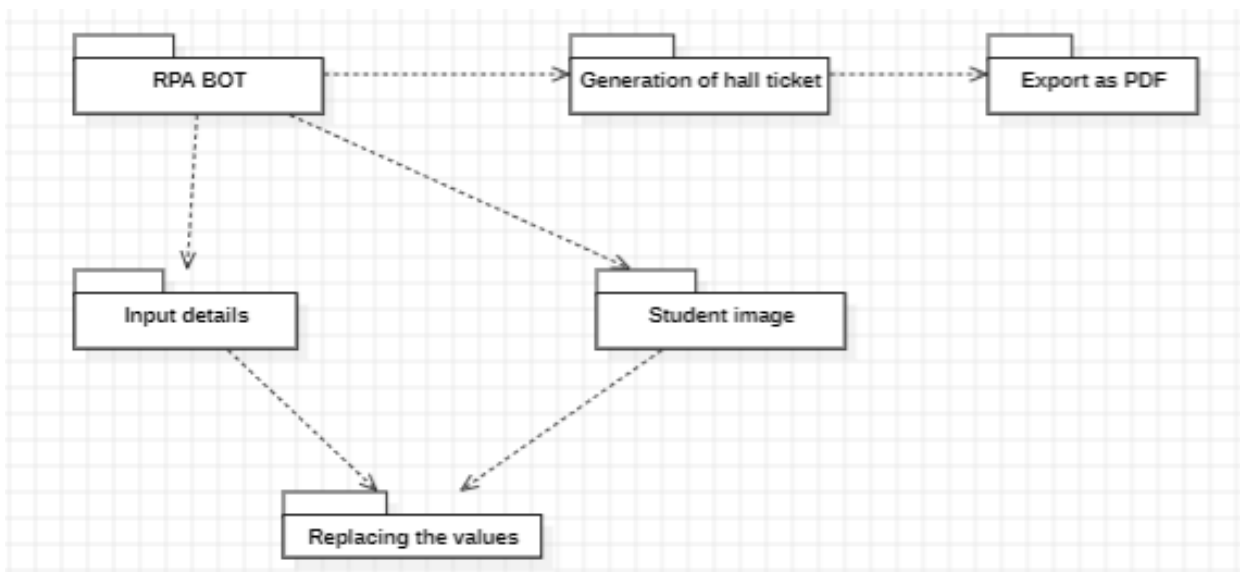 RPA BOT
Generation of hall ticket
Export as PDF
Input details
Student image
Replacing the values